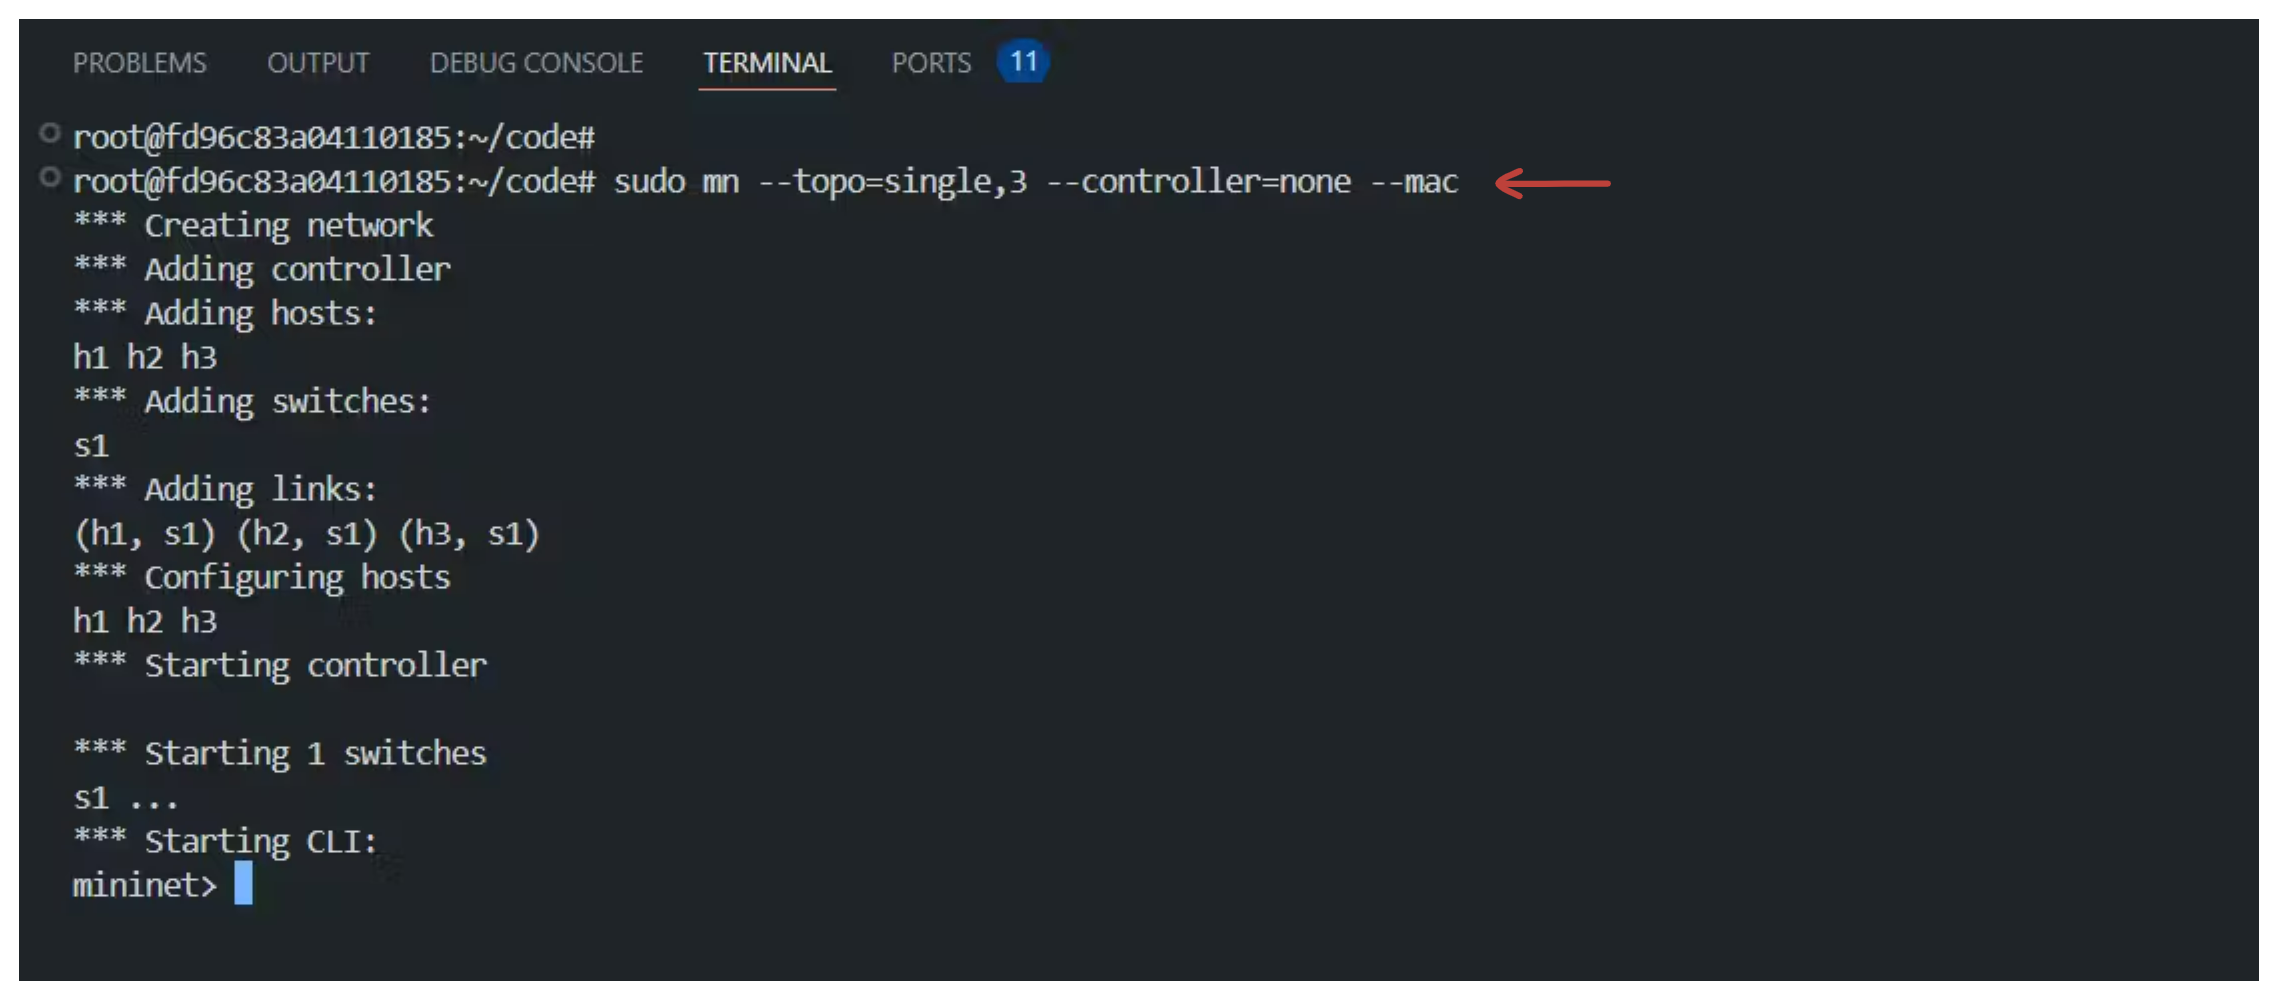 PROBLEMS OUTPUT DEBUG CONSOLE TERMINAL PORTS 11
root@fd96c83a04110185:~/code#
root@fd96c83a04110185:~/code# sudo mn --topo=single,3 --controller=none --mac
*** Creating network
*** Adding controller
*** Adding hosts:
h1 h2 h3
*** Adding switches:
s1
*** Adding links:
(h1, s1) (h2, s1) (h3, s1)
*** Configuring hosts
h1 h2 h3
*** Starting controller
*** Starting 1 switches
s1 ...
*** Starting CLI:
mininet>